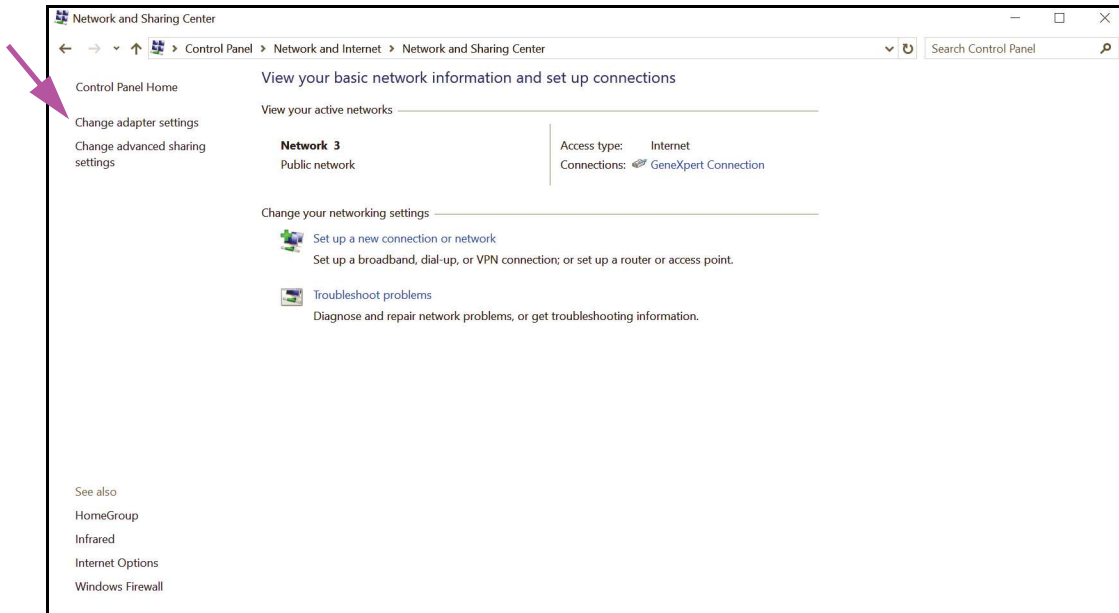 Network and Sharing Center
Control Panel > Network and Internet > Network and Sharing Center
Search Control Panel
Control Panel Home
Change adapter settings
Change advanced sharing
settings
View your basic network information and set up connections
View your active networks
Network 3
Public network
Access type: Internet
Connections: GeneXpert Connection
Change your networking settings
Set up a new connection or network
Set up a broadband, dial-up, or VPN connection; or set up a router or access point.
Troubleshoot problems
Diagnose and repair network problems, or get troubleshooting information.
See also
HomeGroup
Infrared
Internet Options
Windows Firewall